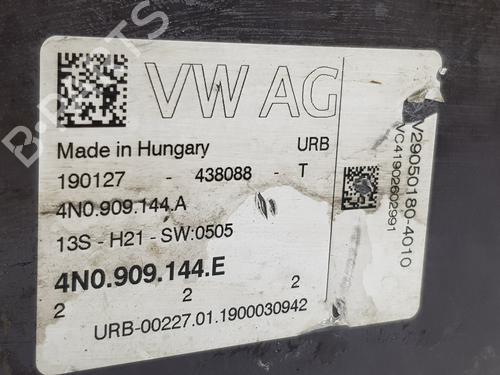 VW AG
Made in Hungary URB
190127 - 438088 - T
4N0.909.144.A
13S - H21 - SW:0505
4N0.909.144.E
2 2 2
URB-00227.01.1900030942
V29050180-4010
VC41902602991